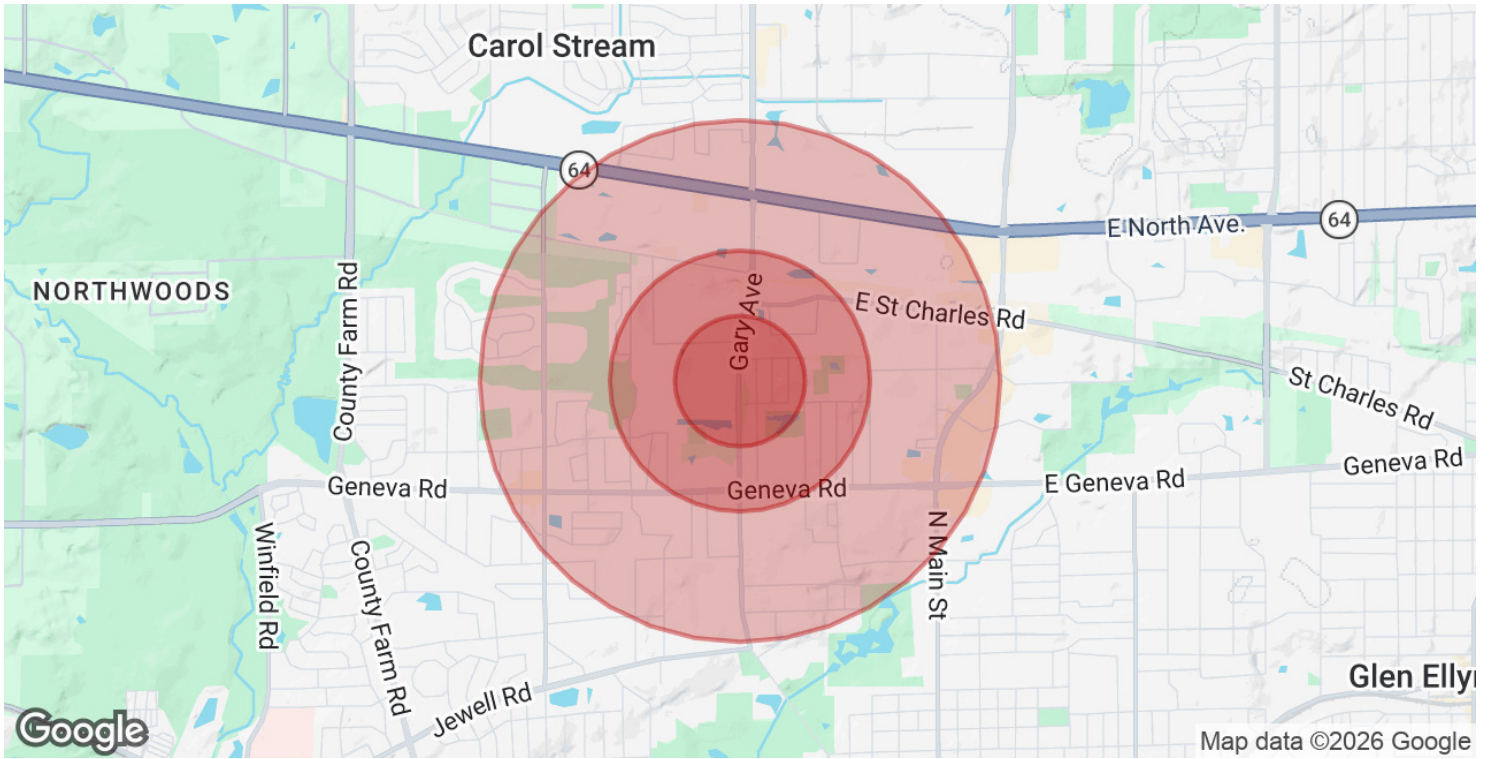 Carol Stream
64
E North Ave.
64
NORTHWOODS
County Farm Rd
Gary Ave
E St Charles Rd
St Charles Rd
Geneva Rd
Geneva Rd
E Geneva Rd
Geneva Rd
Winfield Rd
County Farm Rd
N Main St
Jewell Rd
Glen Elly
Google
Map data ©2026 Google